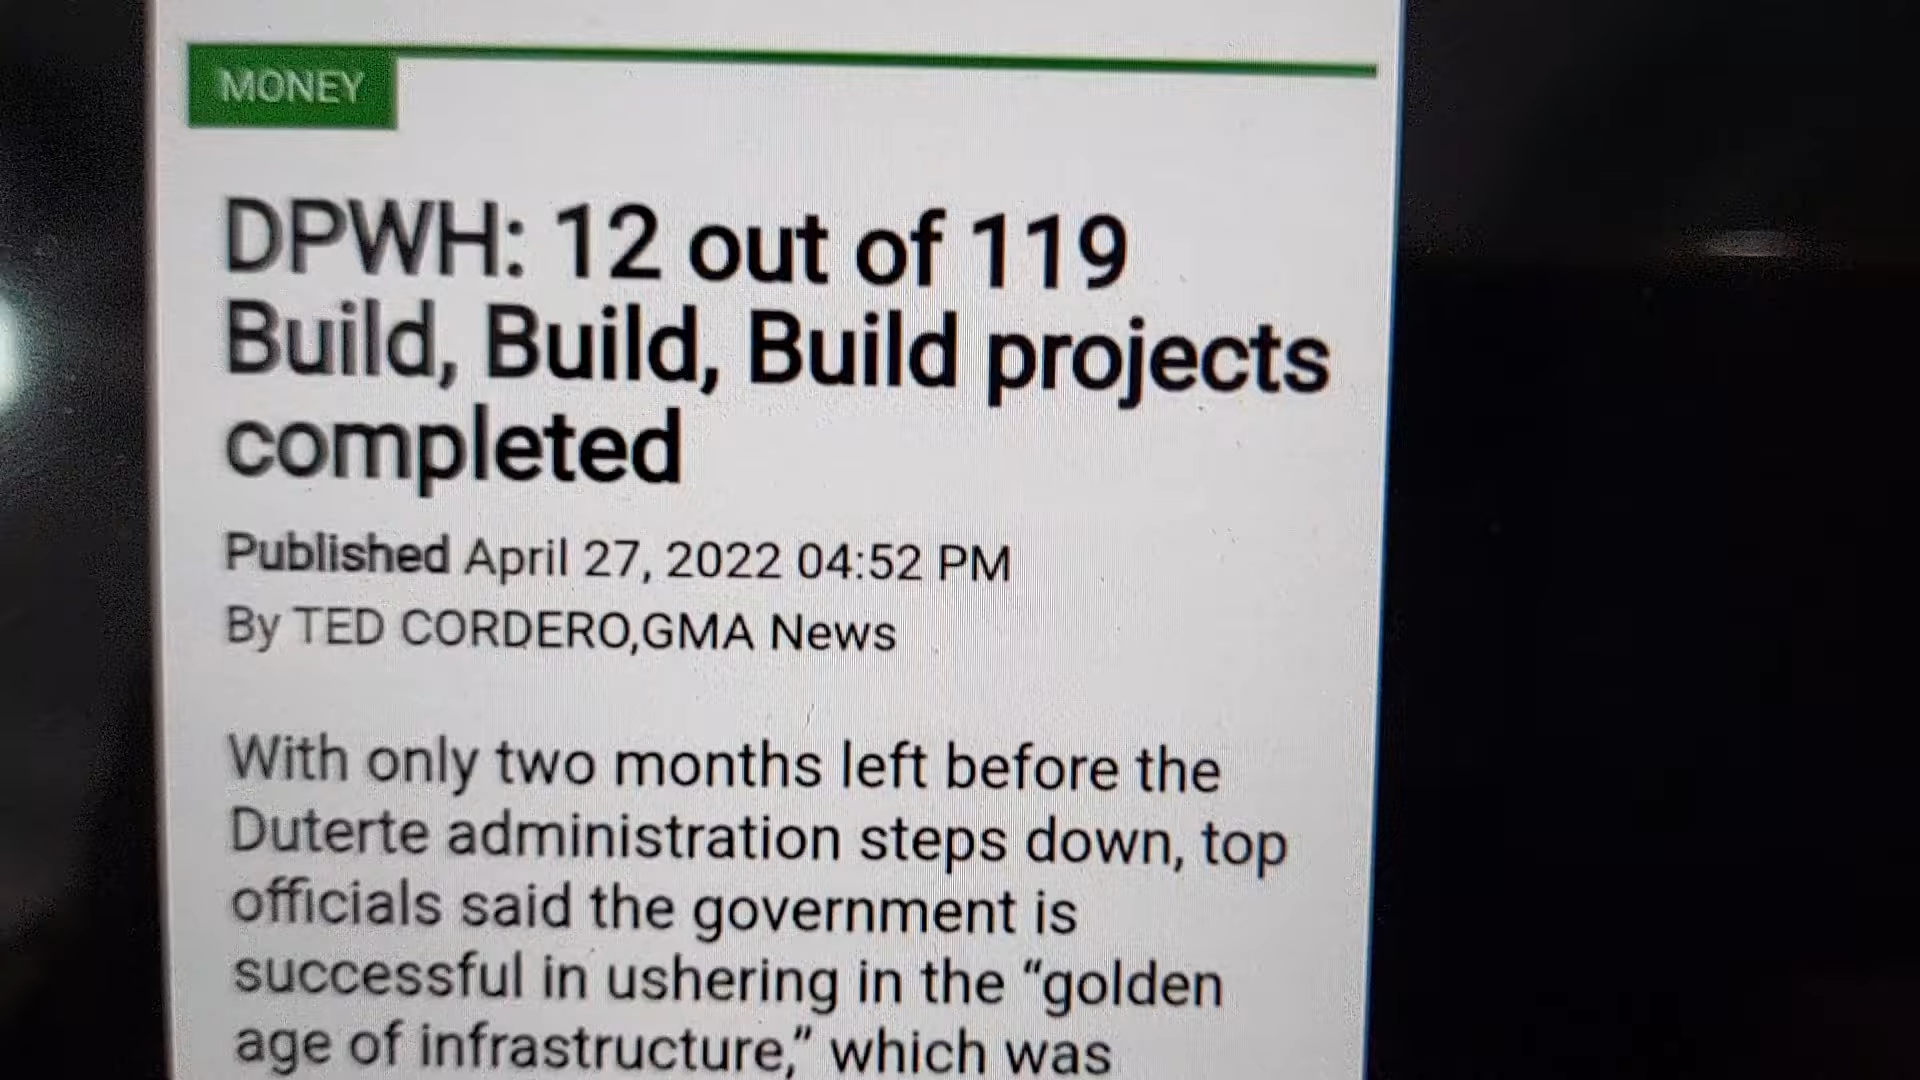 MONEY
DPWH: 12 out of 119
Build, Build, Build projects
completed
Published April 27, 2022 04:52 PM
By TED CORDERO,GMA News
With only two months left before the
Duterte administration steps down, top
officials said the government is
successful in ushering in the “golden
age of infrastructure,” which was